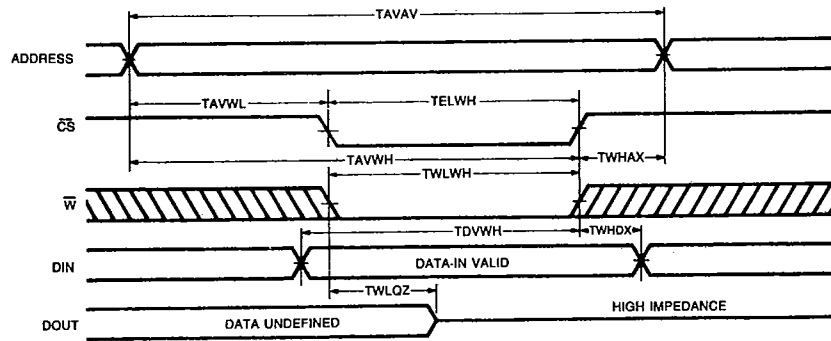 TAVAV
ADDRESS
TAVWL TELWH
CS
TAVWH TWHAX
TWLWH
W
TDVWH TWHDX
DIN DATA-IN VALID
TWLQZ
HIGH IMPEDANCE
DOUT DATA UNDEFINED